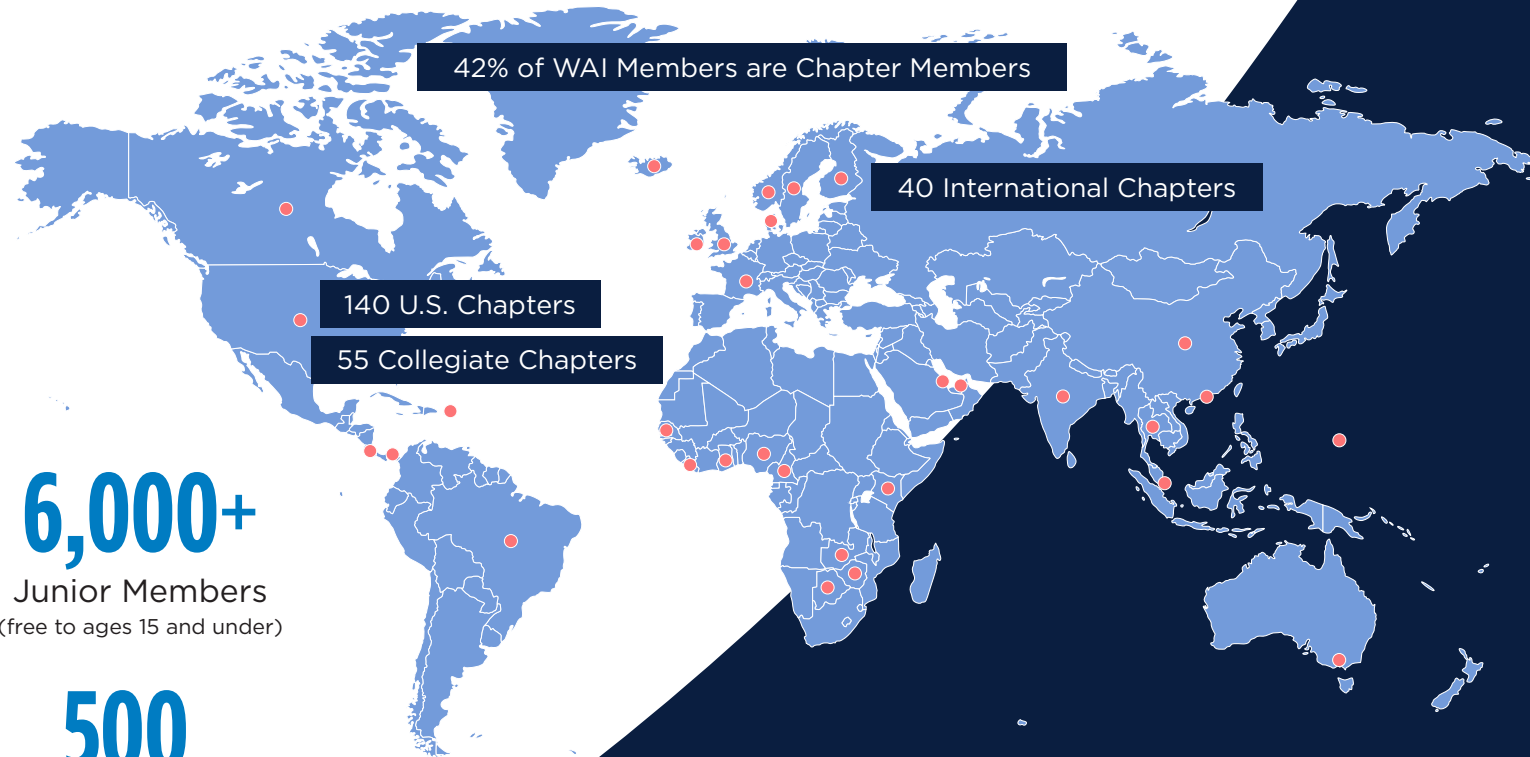 42% of WAI Members are Chapter Members
40 International Chapters
140 U.S. Chapters
55 Collegiate Chapters
6,000+
Junior Members
(free to ages 15 and under)
500